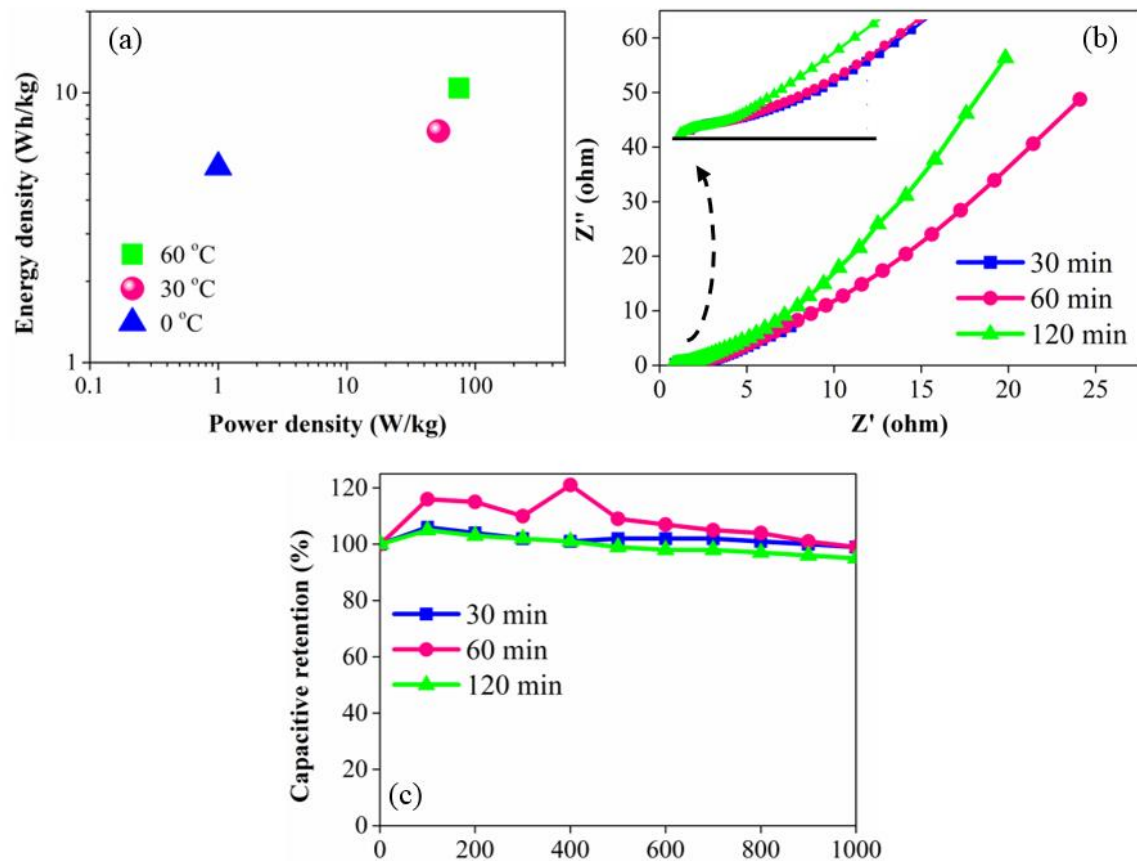 (a)
Energy density (Wh/kg)
10
1
60 °C
30 °C
0 °C
0.1 1 10 100
Power density (W/kg)
(b)
Z" (ohm)
60
50
40
30
20
10
0
30 min
60 min
120 min
0 5 10 15 20 25
Z' (ohm)
Capacitive retention (%)
120
100
80
60
40
20
0
30 min
60 min
120 min
(c)
0 200 400 600 800 1000